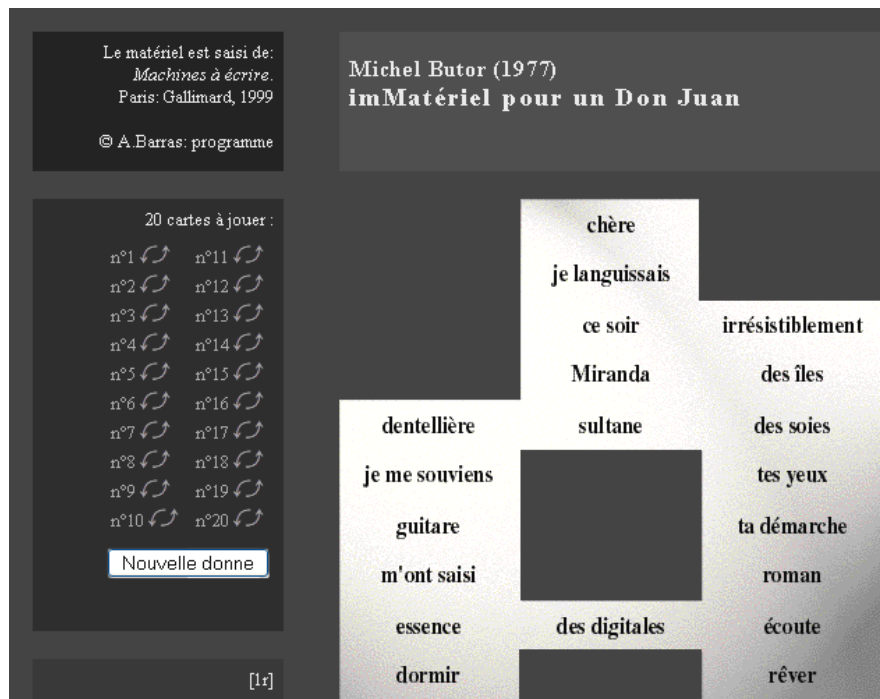 Le matériel est saisi de:
Machines à écrire.
Paris: Gallimard, 1999
© A.Barras: programme
Michel Butor (1977)
imMatériel pour un Don Juan
20 cartes à jouer :
n°1 n°11
n°2 n°12
n°3 n°13
n°4 n°14
n°5 n°15
n°6 n°16
n°7 n°17
n°8 n°18
n°9 n°19
n°10 n°20
Nouvelle donne
[1r]
chère
je languissais
ce soir irrésistiblement
Miranda des îles
dentellière sultane des soies
je me souviens tes yeux
guitare ta démarche
m'ont saisi roman
essence des digitales écoute
dormir rêver